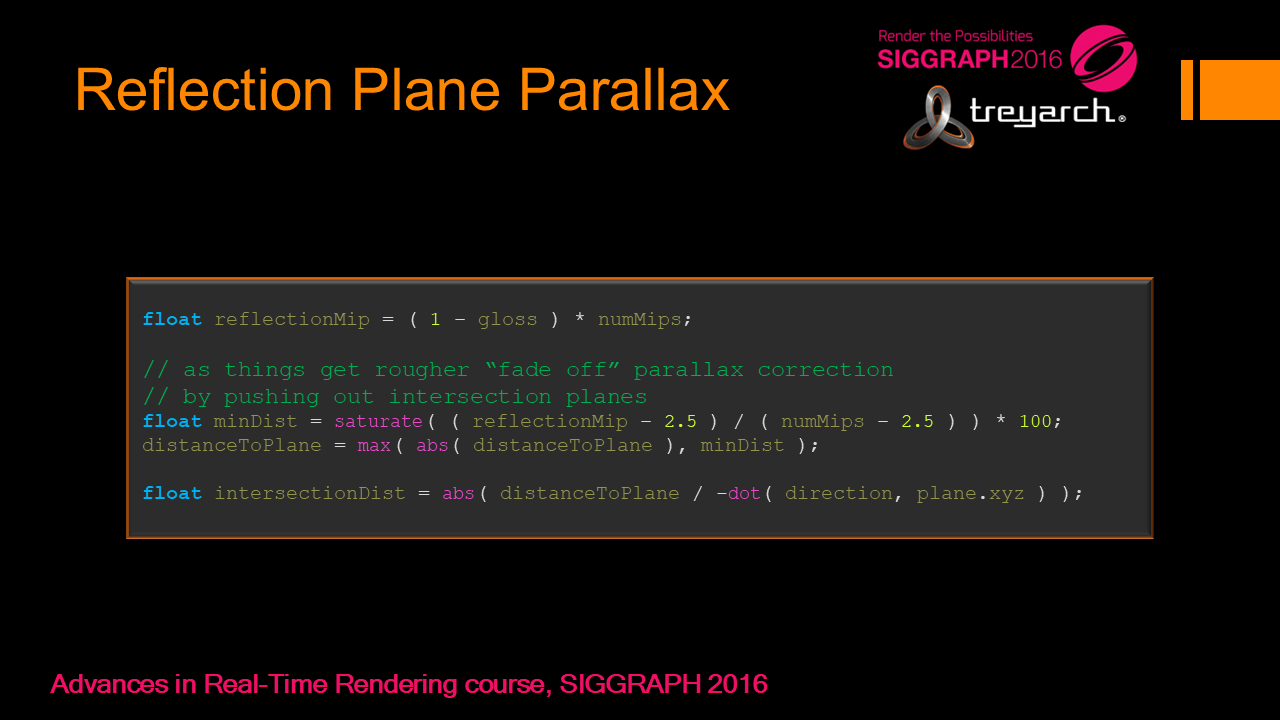 Render the Possibilities
SIGGRAPH2016
Reflection Plane Parallax
treyarch®
float reflectionMip = ( 1 – gloss ) * numMips;
// as things get rougher “fade off” parallax correction
// by pushing out intersection planes
float minDist = saturate( ( reflectionMip – 2.5 ) / ( numMips – 2.5 ) ) * 100;
distanceToPlane = max( abs( distanceToPlane ), minDist );
float intersectionDist = abs( distanceToPlane / –dot( direction, plane.xyz ) );
Advances in Real-Time Rendering course, SIGGRAPH 2016